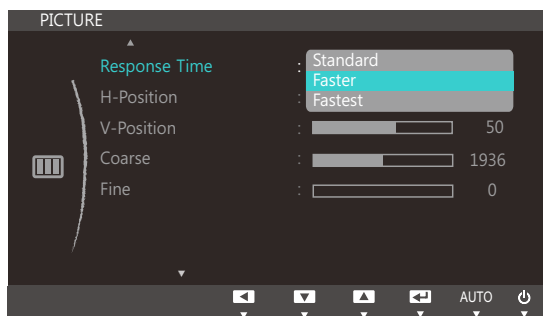 PICTURE
Response Time : Standard
Faster
H-Position : Fastest
V-Position : 50
Coarse : 1936
Fine : 0
AUTO